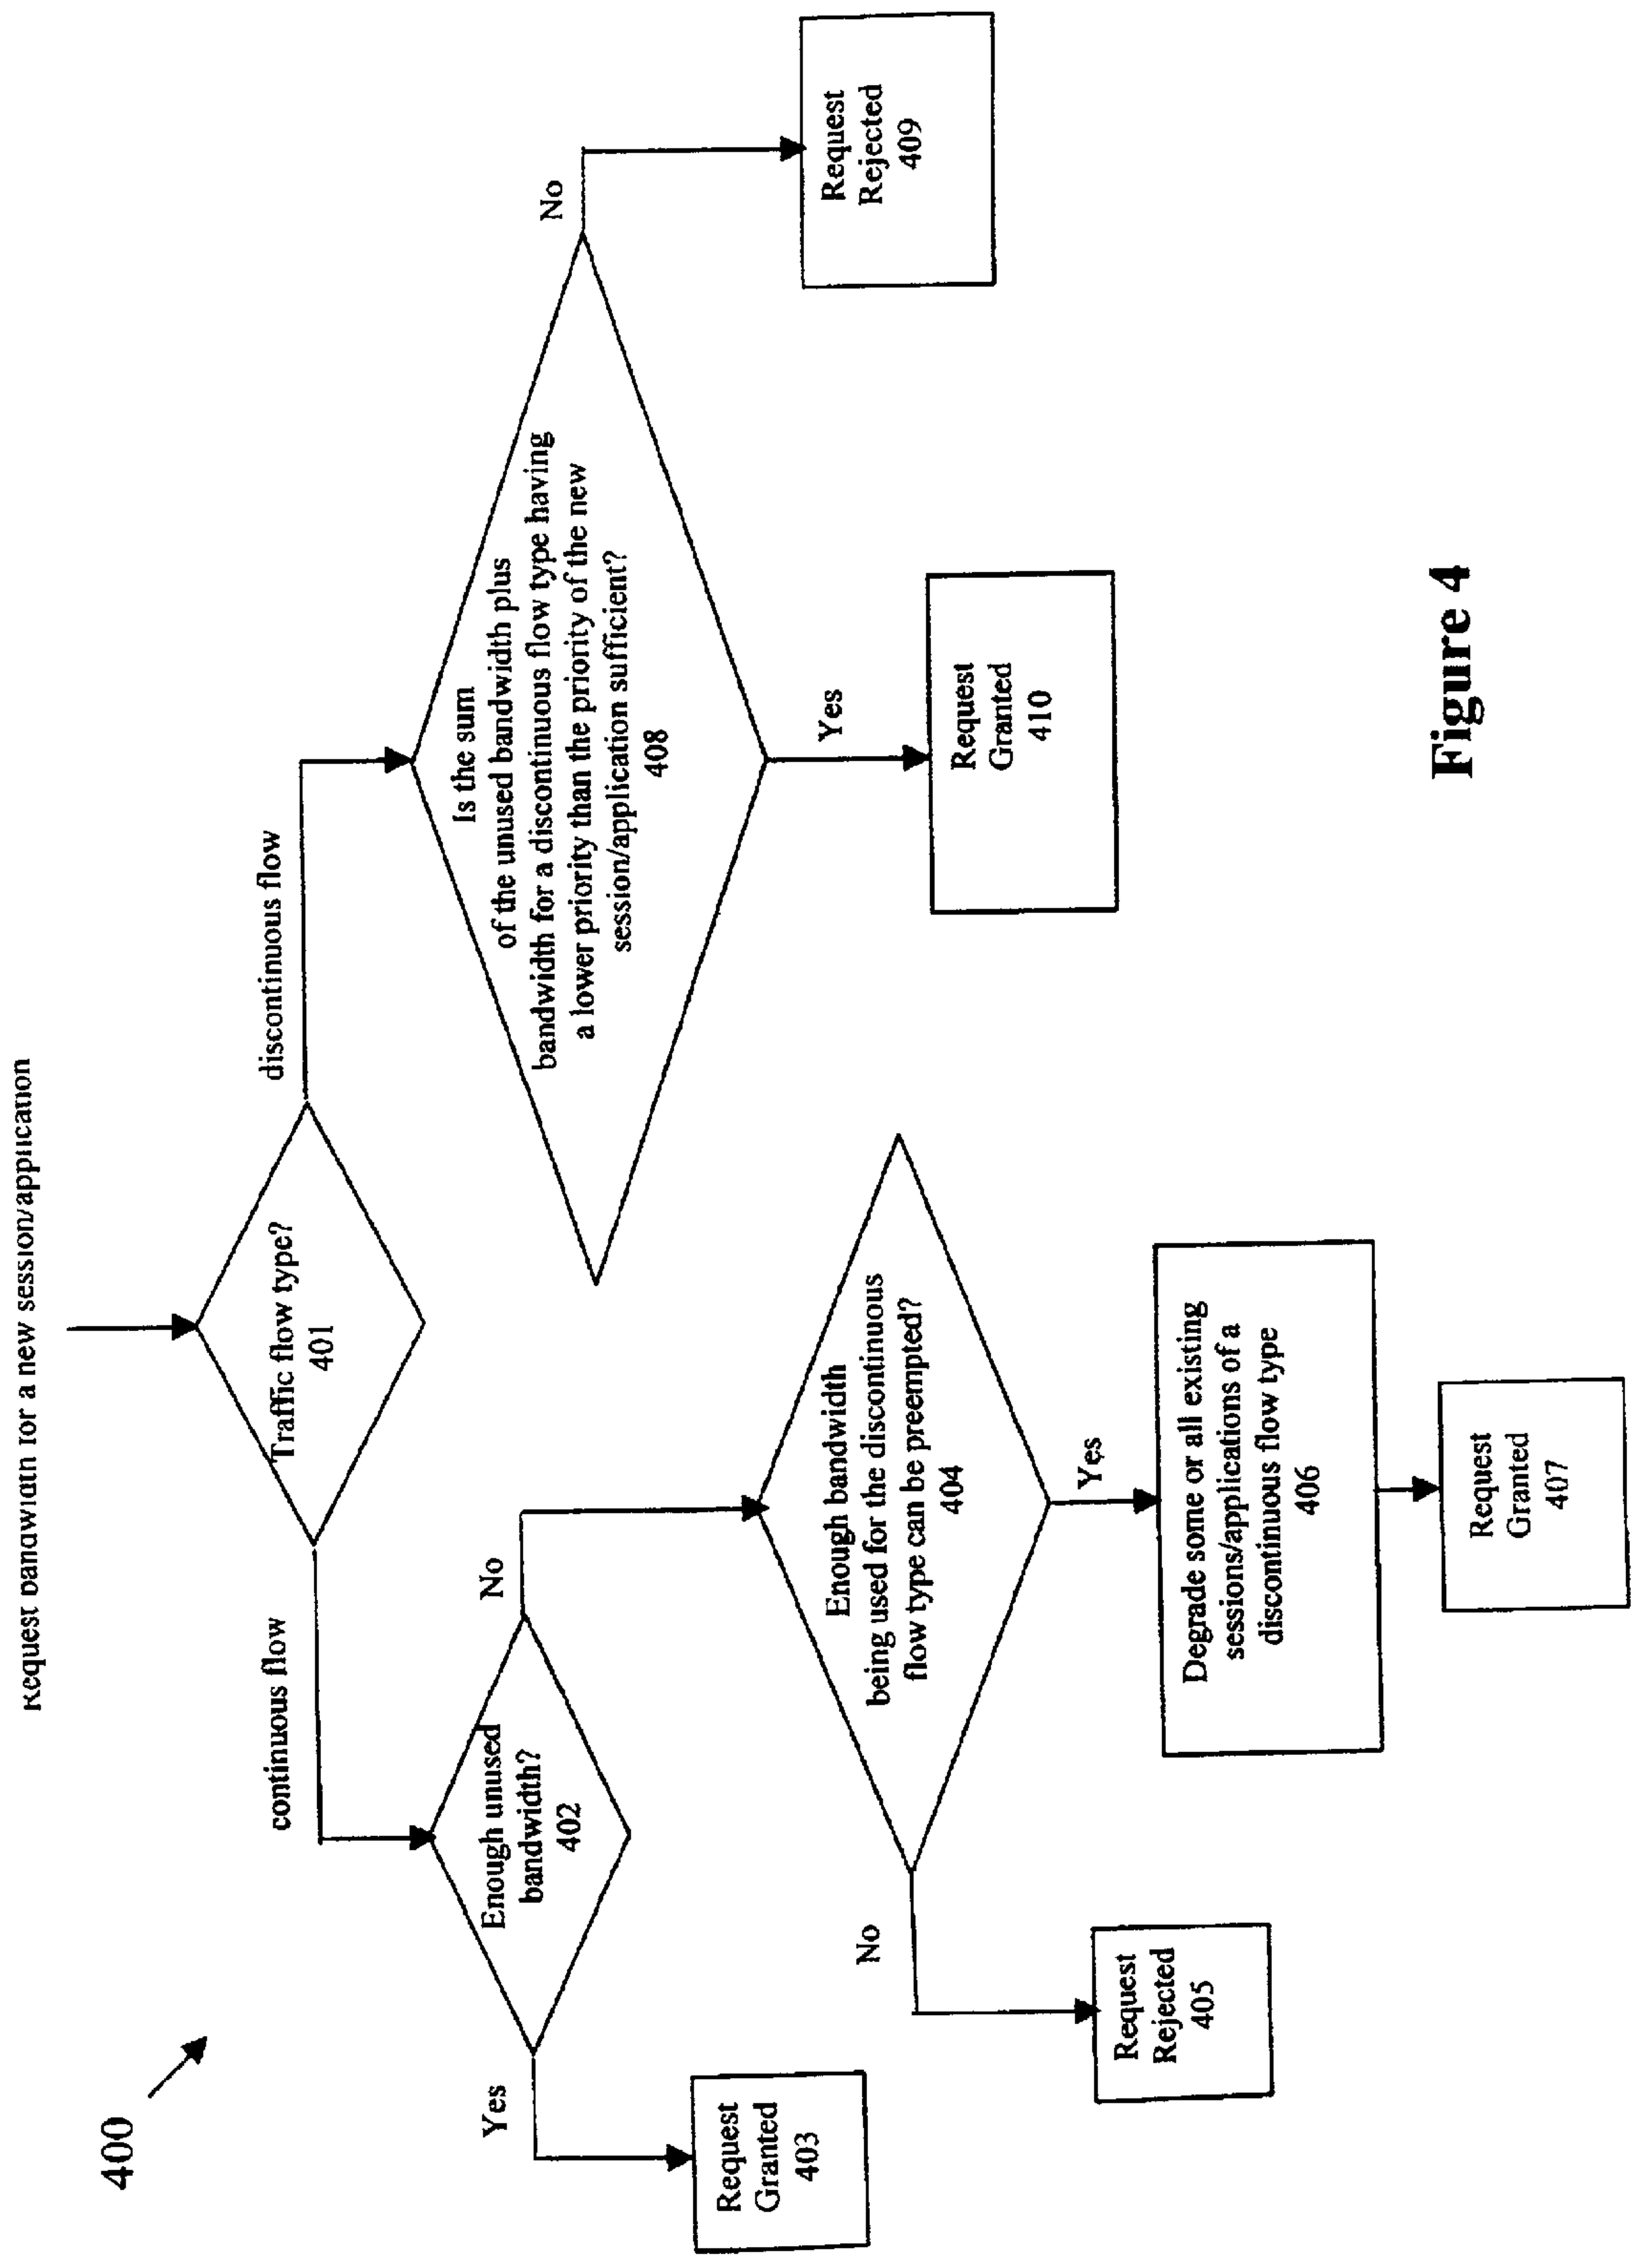 400
Request bandwidth for a new session/application
Traffic flow type?
401
continuous flow
discontinuous flow
Enough unused
bandwidth?
402
Yes
No
Request
Granted
403
Enough bandwidth
being used for the discontinuous
flow type can be preempted?
404
No
Yes
Request
Rejected
405
Degrade some or all existing
sessions/applications of a
discontinuous flow type
406
Request
Granted
407
Is the sum
of the unused bandwidth plus
bandwidth for a discontinuous flow type having
a lower priority than the priority of the new
session/application sufficient?
408
No
Yes
Request
Rejected
409
Request
Granted
410
Figure 4